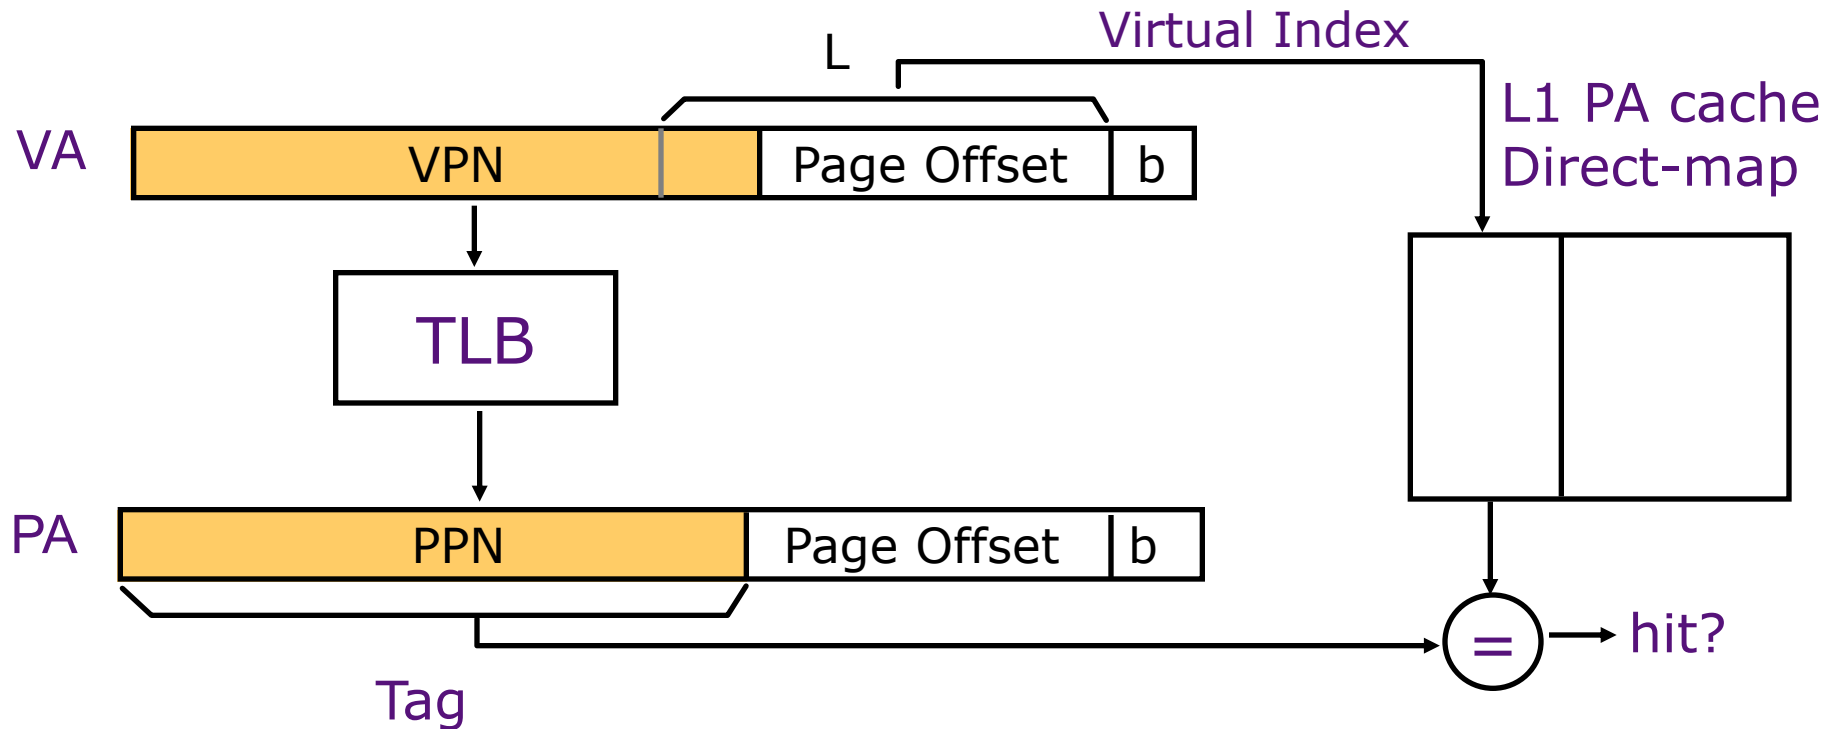 L
Virtual Index
VA
VPN
Page Offset
b
L1 PA cache
Direct-map
TLB
PA
PPN
Page Offset
b
=
hit?
Tag